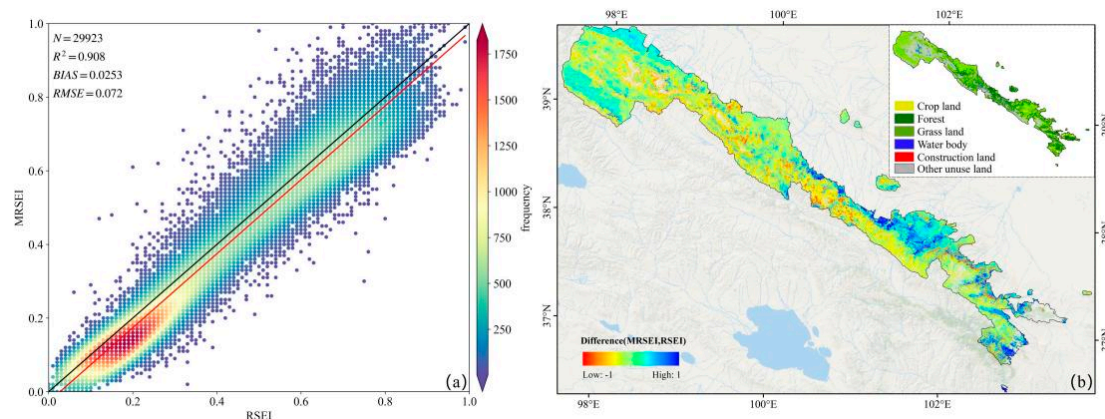 N=29923
R²=0.908
BIAS=0.0253
RMSE=0.072
1.0
0.8
0.6
0.4
0.2
0.0
MRSEI
0.0 0.2 0.4 0.6 0.8 1.0
RSEI
(a)
1750
1500
1250
1000
750
500
250
frequency
98°E 100°E 102°E
39°N
38°N
37°N
Crop land
Forest
Grass land
Water body
Construction land
Other unuse land
39°N
38°N
37°N
Difference(MRSEI,RSEI)
Low: -1 High: 1
(b)
98°E 100°E 102°E